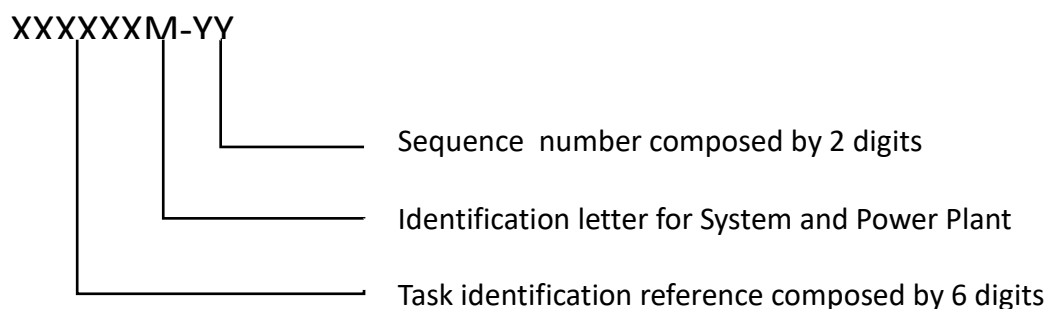 XXXXXXM-YY
Sequence number composed by 2 digits
Identification letter for System and Power Plant
Task identification reference composed by 6 digits